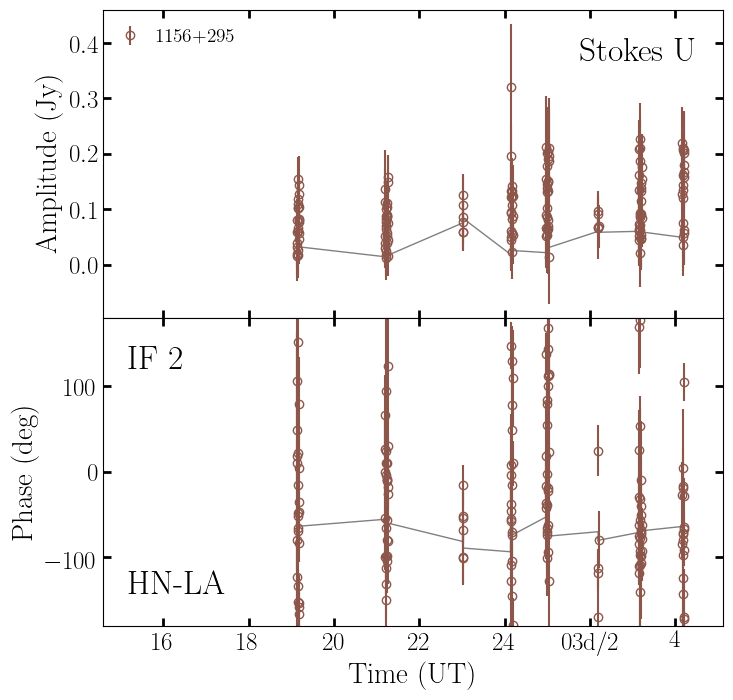 1156+295
Stokes U
0.4
0.3
0.2
0.1
0.0
Amplitude (Jy)
IF 2
100
0
−100
Phase (deg)
HN-LA
16 18 20 22 24 03d/2 4
Time (UT)